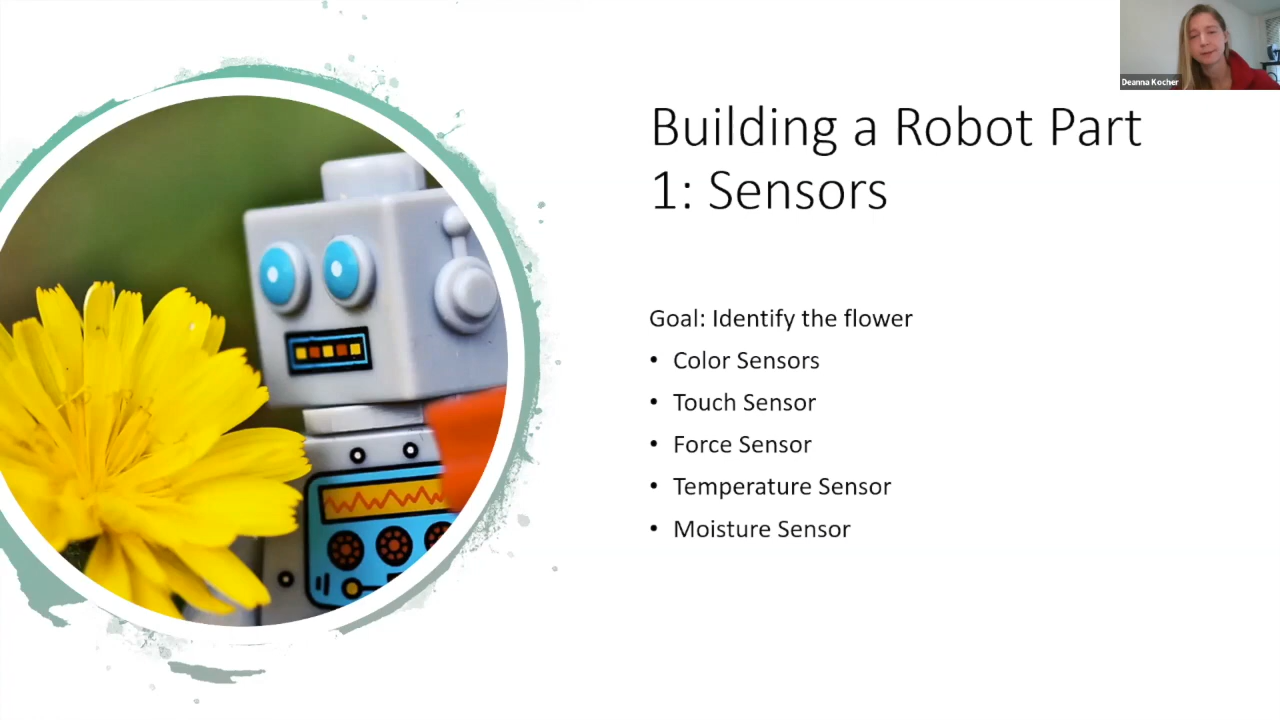 Deanna Kocher
Building a Robot Part
1: Sensors
Goal: Identify the flower
• Color Sensors
• Touch Sensor
• Force Sensor
• Temperature Sensor
• Moisture Sensor